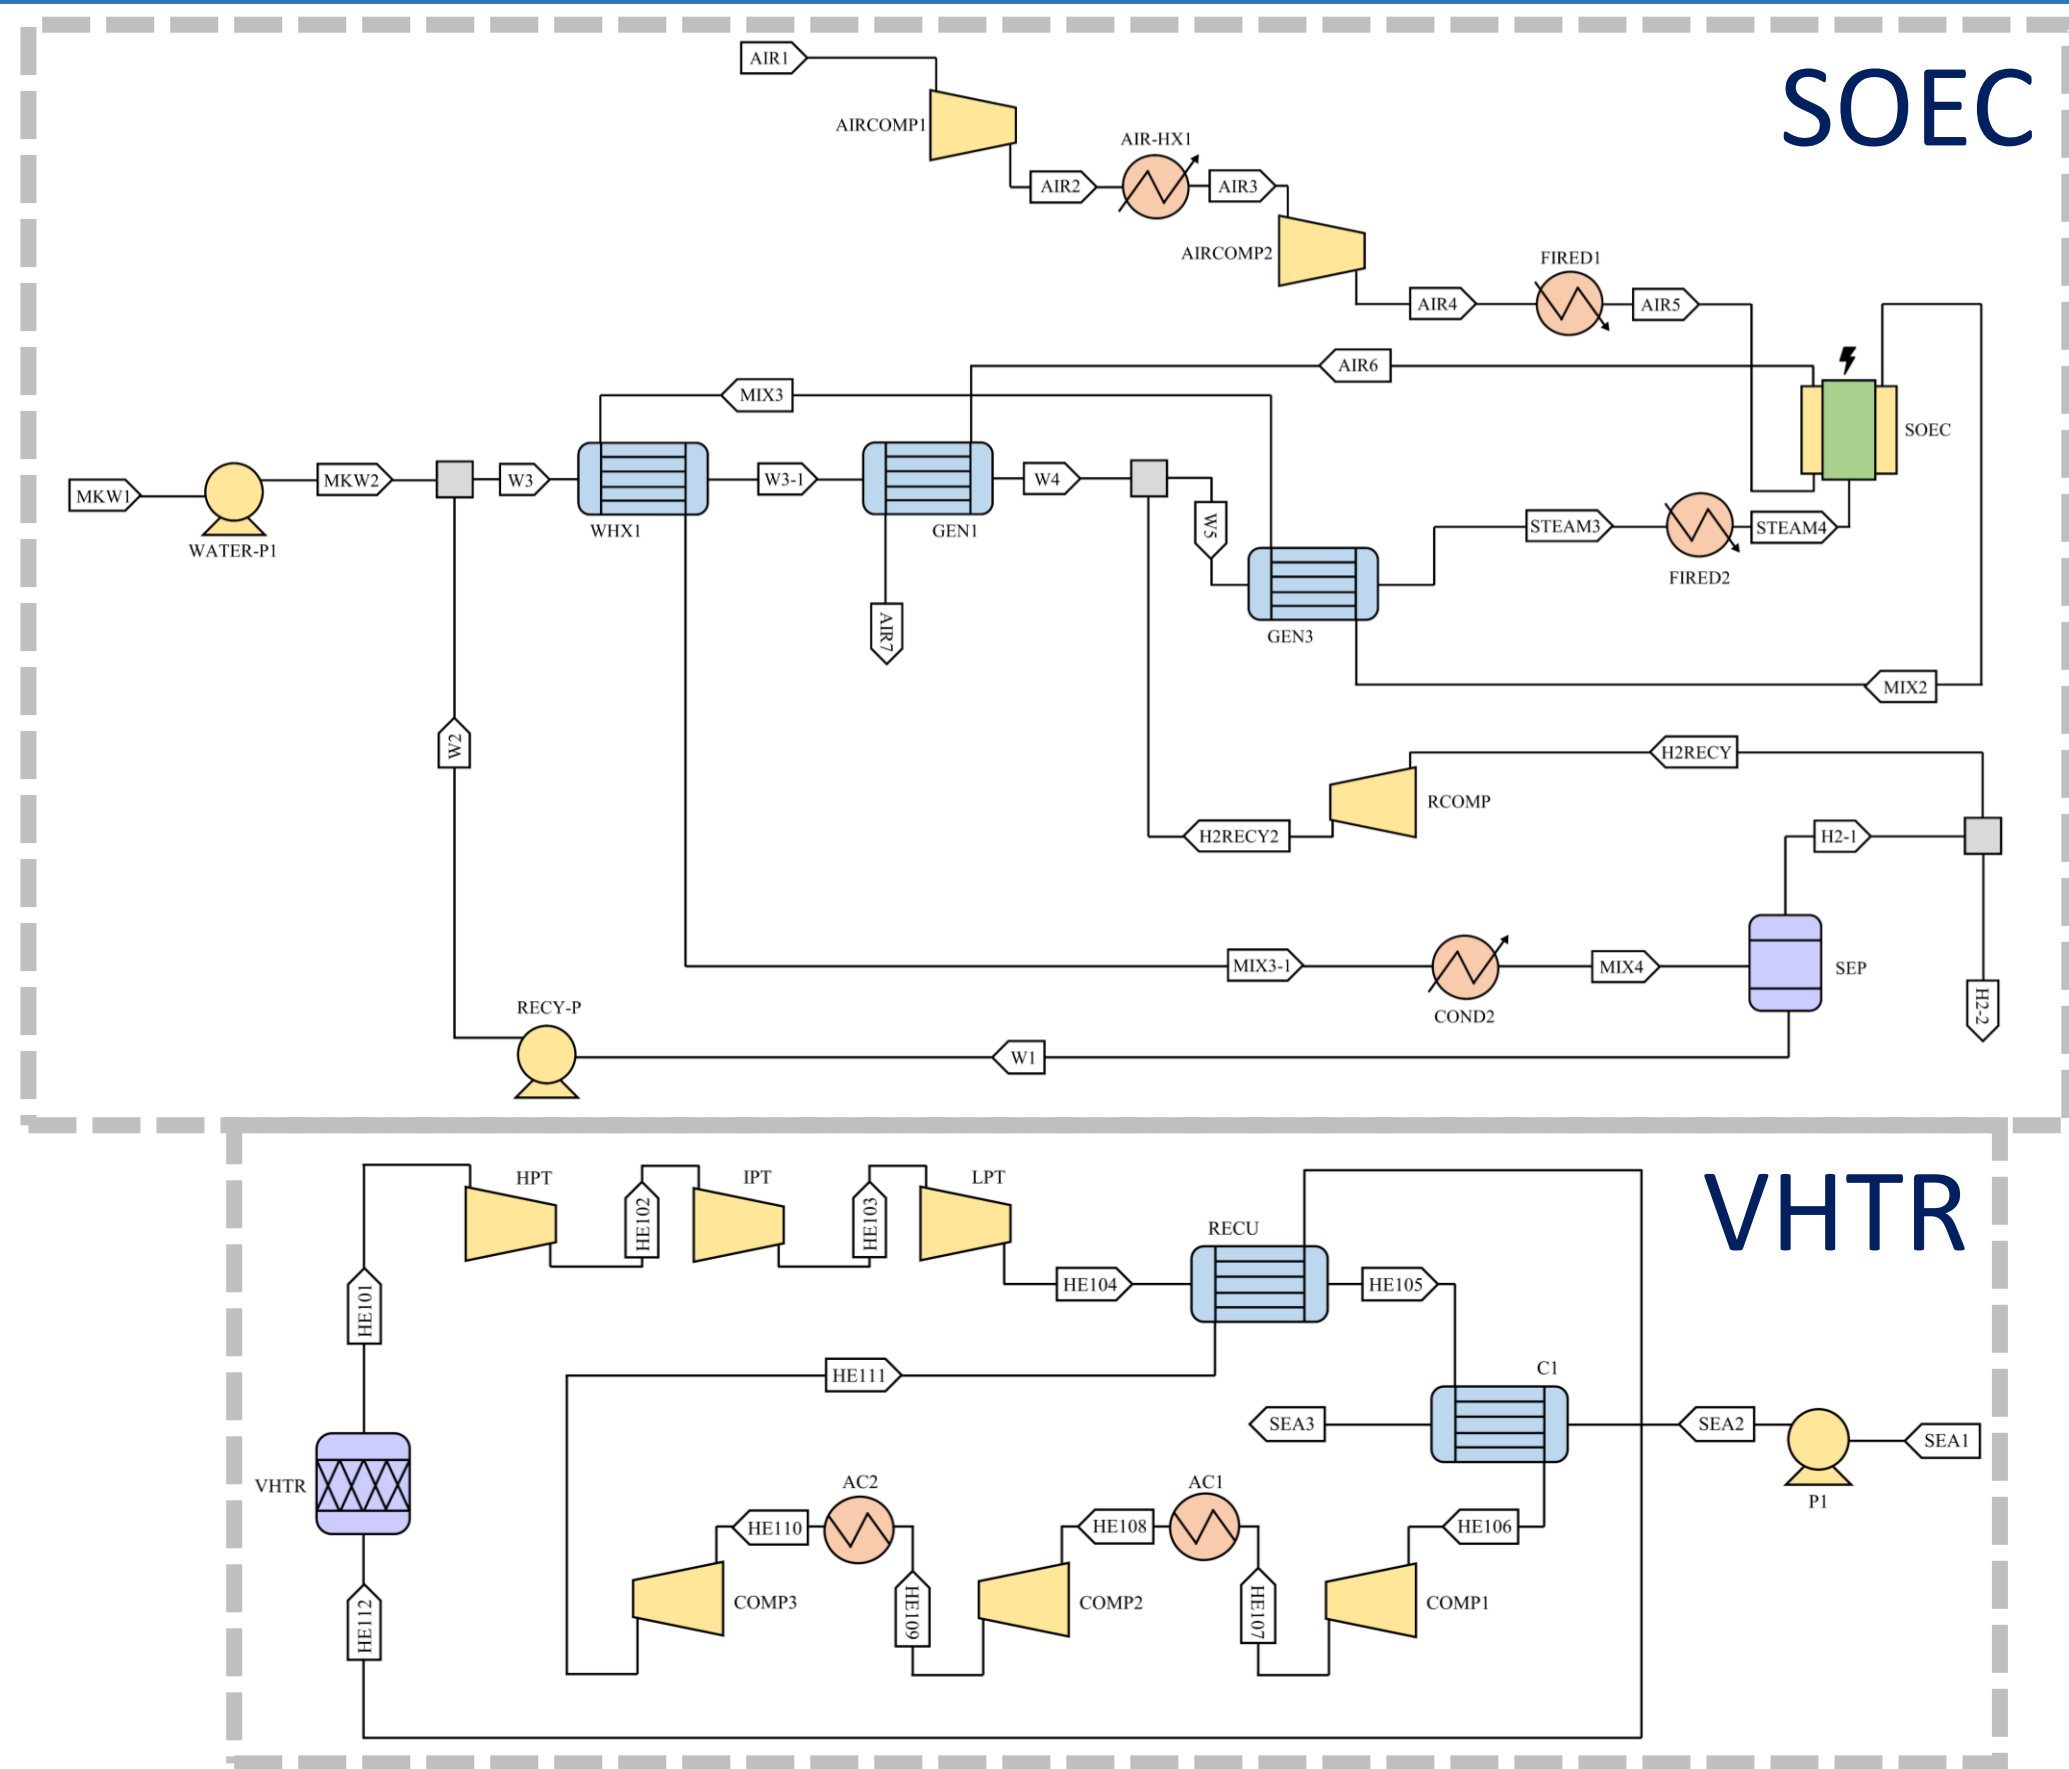 SOEC
AIR1
AIRCOMP1
AIR-HX1
AIR2
AIR3
AIRCOMP2
FIRED1
AIR4
AIR5
AIR6
MIX3
SOEC
MKW1
MKW2
W3
W3-1
W4
W5
WATER-P1
WHX1
GEN1
STEAM3
STEAM4
FIRED2
AIR7
GEN3
MIX2
W2
H2RECY
RCOMP
H2RECY2
H2-1
MIX3-1
MIX4
SEP
COND2
H2-2
RECY-P
W1
VHTR
HPT
IPT
LPT
HE102
HE103
RECU
HE101
HE104
HE105
HE111
C1
SEA3
SEA2
SEA1
VHTR
AC2
AC1
P1
HE110
HE108
HE106
COMP3
HE109
COMP2
HE107
COMP1
HE112